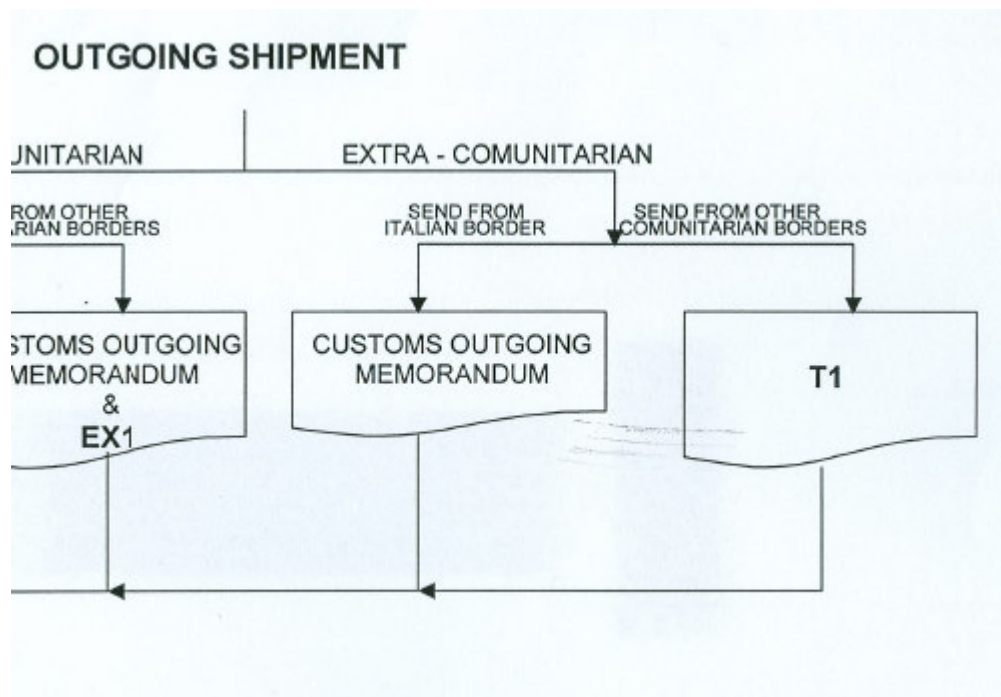 OUTGOING SHIPMENT
UNITARIAN
EXTRA - COMUNITARIAN
ROM OTHER
ARIAN BORDERS
SEND FROM
ITALIAN BORDER
SEND FROM OTHER
COMUNITARIAN BORDERS
STOMS OUTGOING
MEMORANDUM
&
EX1
CUSTOMS OUTGOING
MEMORANDUM
T1